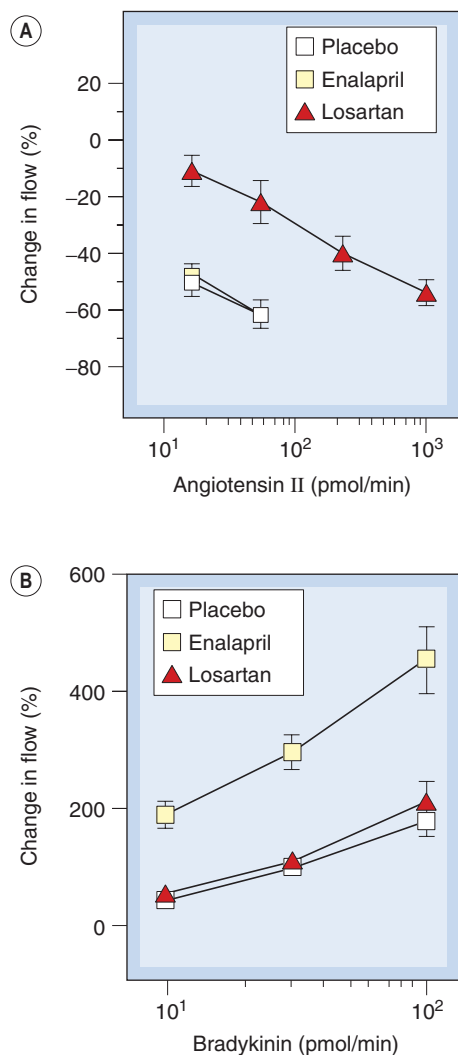 A
Placebo
Enalapril
Losartan
20
0
−20
−40
−60
−80
Change in flow (%)
10¹
10²
10³
Angiotensin II (pmol/min)
B
Placebo
Enalapril
Losartan
600
400
200
0
Change in flow (%)
10¹
10²
Bradykinin (pmol/min)